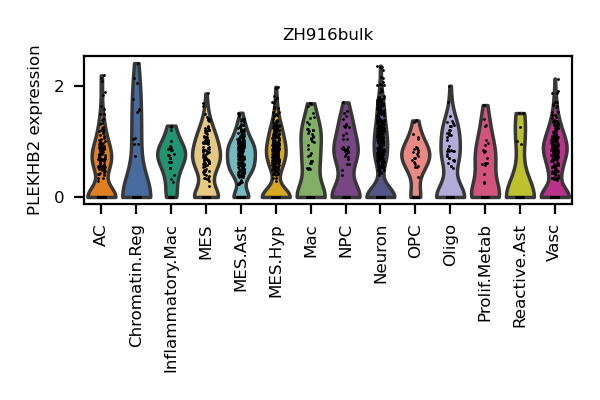 ZH916bulk
PLEKHB2 expression
2
0
AC
Chromatin.Reg
Inflammatory.Mac
MES
MES.Ast
MES.Hyp
Mac
NPC
Neuron
OPC
Oligo
Prolif.Metab
Reactive.Ast
Vasc